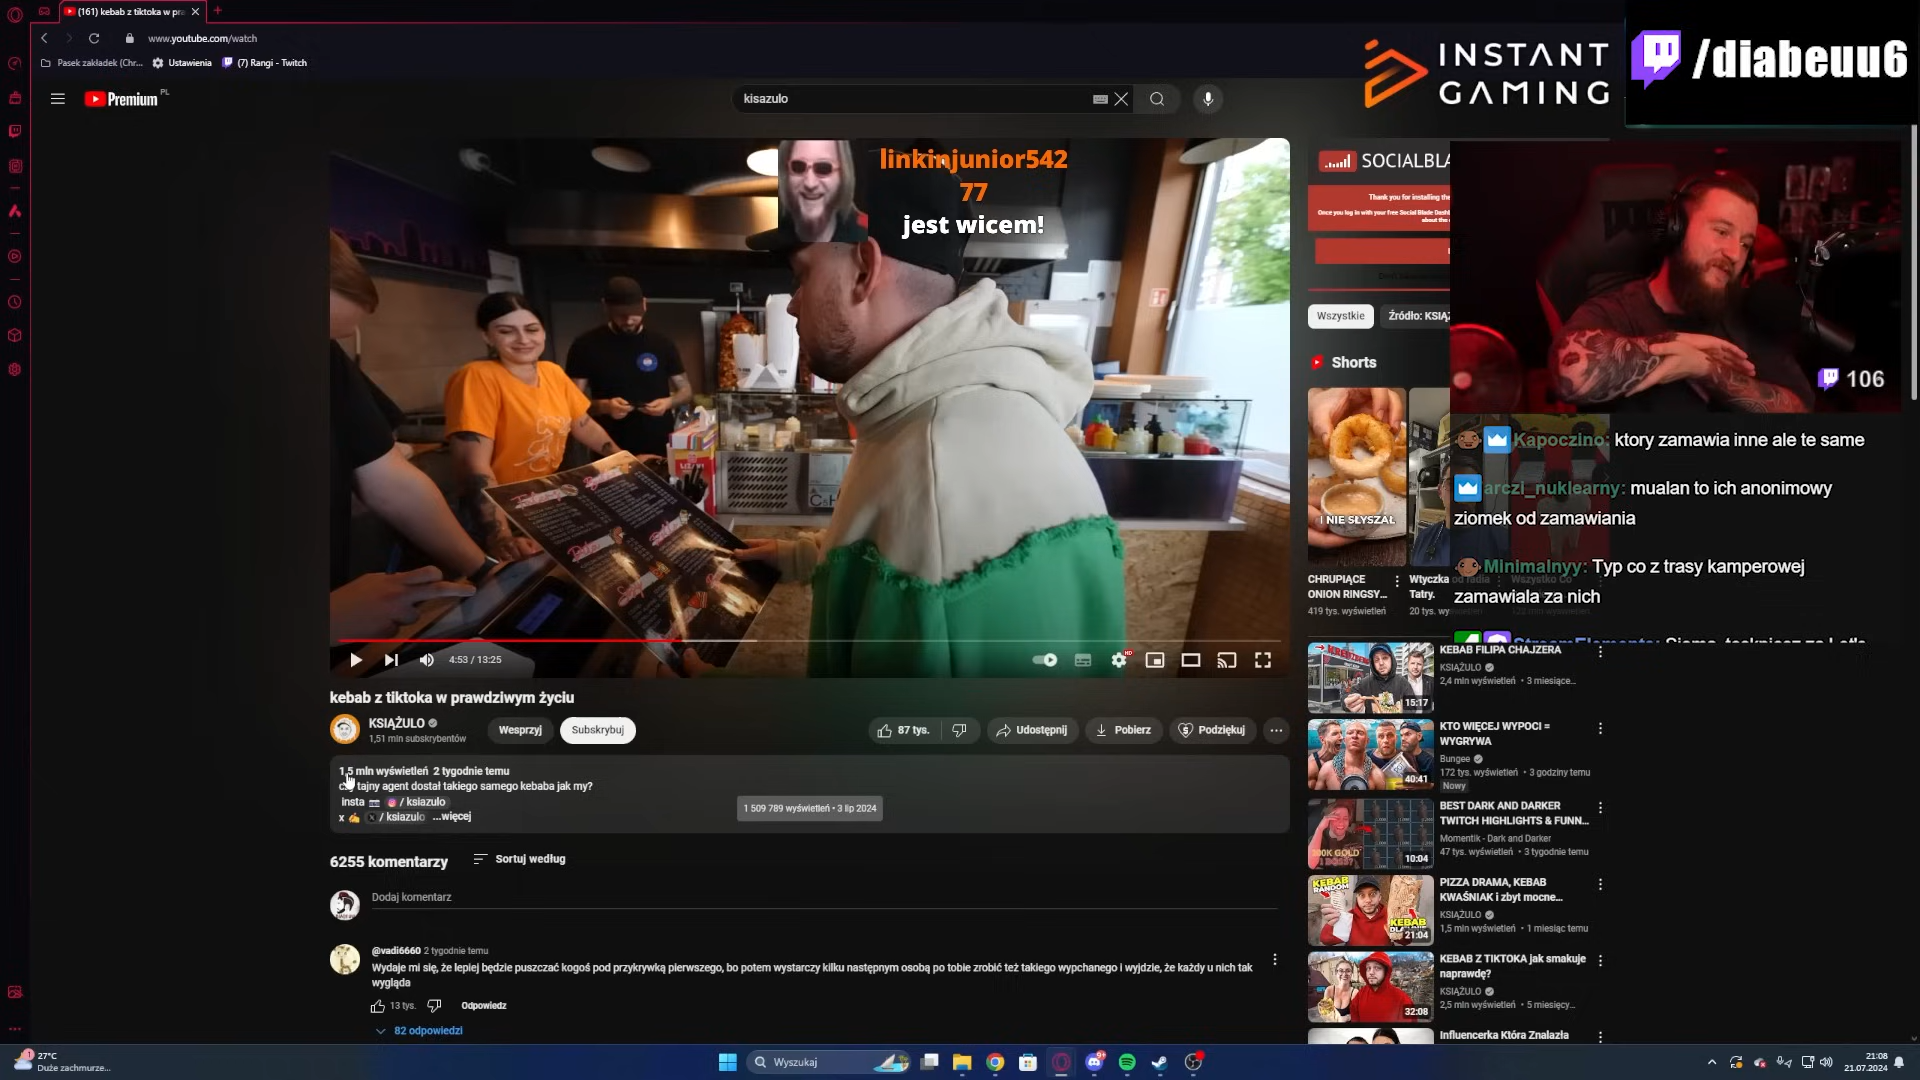 (161) kebab z tiktoka w pra
www.youtube.com/watch
Pasek zakładek (Chr...
Ustawienia
(7) Rangi - Twitch
INSTANT
GAMING
/diabeuu6
Premium PL
kisazulo
linkinjunior542
77
jest wicem!
SOCIALBLA
Thank you for installing the
Wszystkie
Źródło: KSIĄŻ
Shorts
I NIE SŁYSZAŁ
CHRUPIĄCE
ONION RINGSY...
419 tys. wyświetleń
Wtyczka od radia
Tatry.
20 tys. wy
106
Kapoczino: ktory zamawia inne ale te same
arczi_nuklearny: mualan to ich anonimowy
ziomek od zamawiania
Minimalnyy: Typ co z trasy kamperowej
zamawiala za nich
4:53 / 13:25
HD
kebab z tiktoka w prawdziwym życiu
KSIĄŻULO
1,51 mln subskrybentów
Wesprzyj
Subskrybuj
87 tys.
Udostępnij
Pobierz
Podziękuj
1,5 mln wyświetleń 2 tygodnie temu
czy tajny agent dostał takiego samego kebaba jak my?
insta / ksiazulo
x / ksiazulo ...więcej
1 509 789 wyświetleń • 3 lip 2024
6255 komentarzy
Sortuj według
Dodaj komentarz
@vadi6660 2 tygodnie temu
Wydaje mi się, że lepiej będzie puszczać kogoś pod przykrywką pierwszego, bo potem wystarczy kilku następnym osobą po tobie zrobić też takiego wypchanego i wyjdzie, że każdy u nich tak
wygląda
13 tys.
Odpowiedz
82 odpowiedzi
KEBAB FILIPA CHAJZERA
KSIĄŻULO
2,4 mln wyświetleń • 3 miesiące...
15:17
KTO WIĘCEJ WYPOCI =
WYGRYWA
Bungee
172 tys. wyświetleń • 3 godziny temu
Nowy
40:41
BEST DARK AND DARKER
TWITCH HIGHLIGHTS & FUNN...
Momentik - Dark and Darker
47 tys. wyświetleń • 3 tygodnie temu
10:04
PIZZA DRAMA, KEBAB
KWAŚNIAK i zbyt mocne...
KSIĄŻULO
1,5 mln wyświetleń • 1 miesiąc temu
KEBAB
RANDOM
KEBAB
21:04
KEBAB Z TIKTOKA jak smakuje
naprawdę?
KSIĄŻULO
2,5 mln wyświetleń • 5 miesięcy...
32:08
Influencerka Która Znalazła
27°C
Duże zachmurze...
Wyszukaj
21:08
21.07.2024